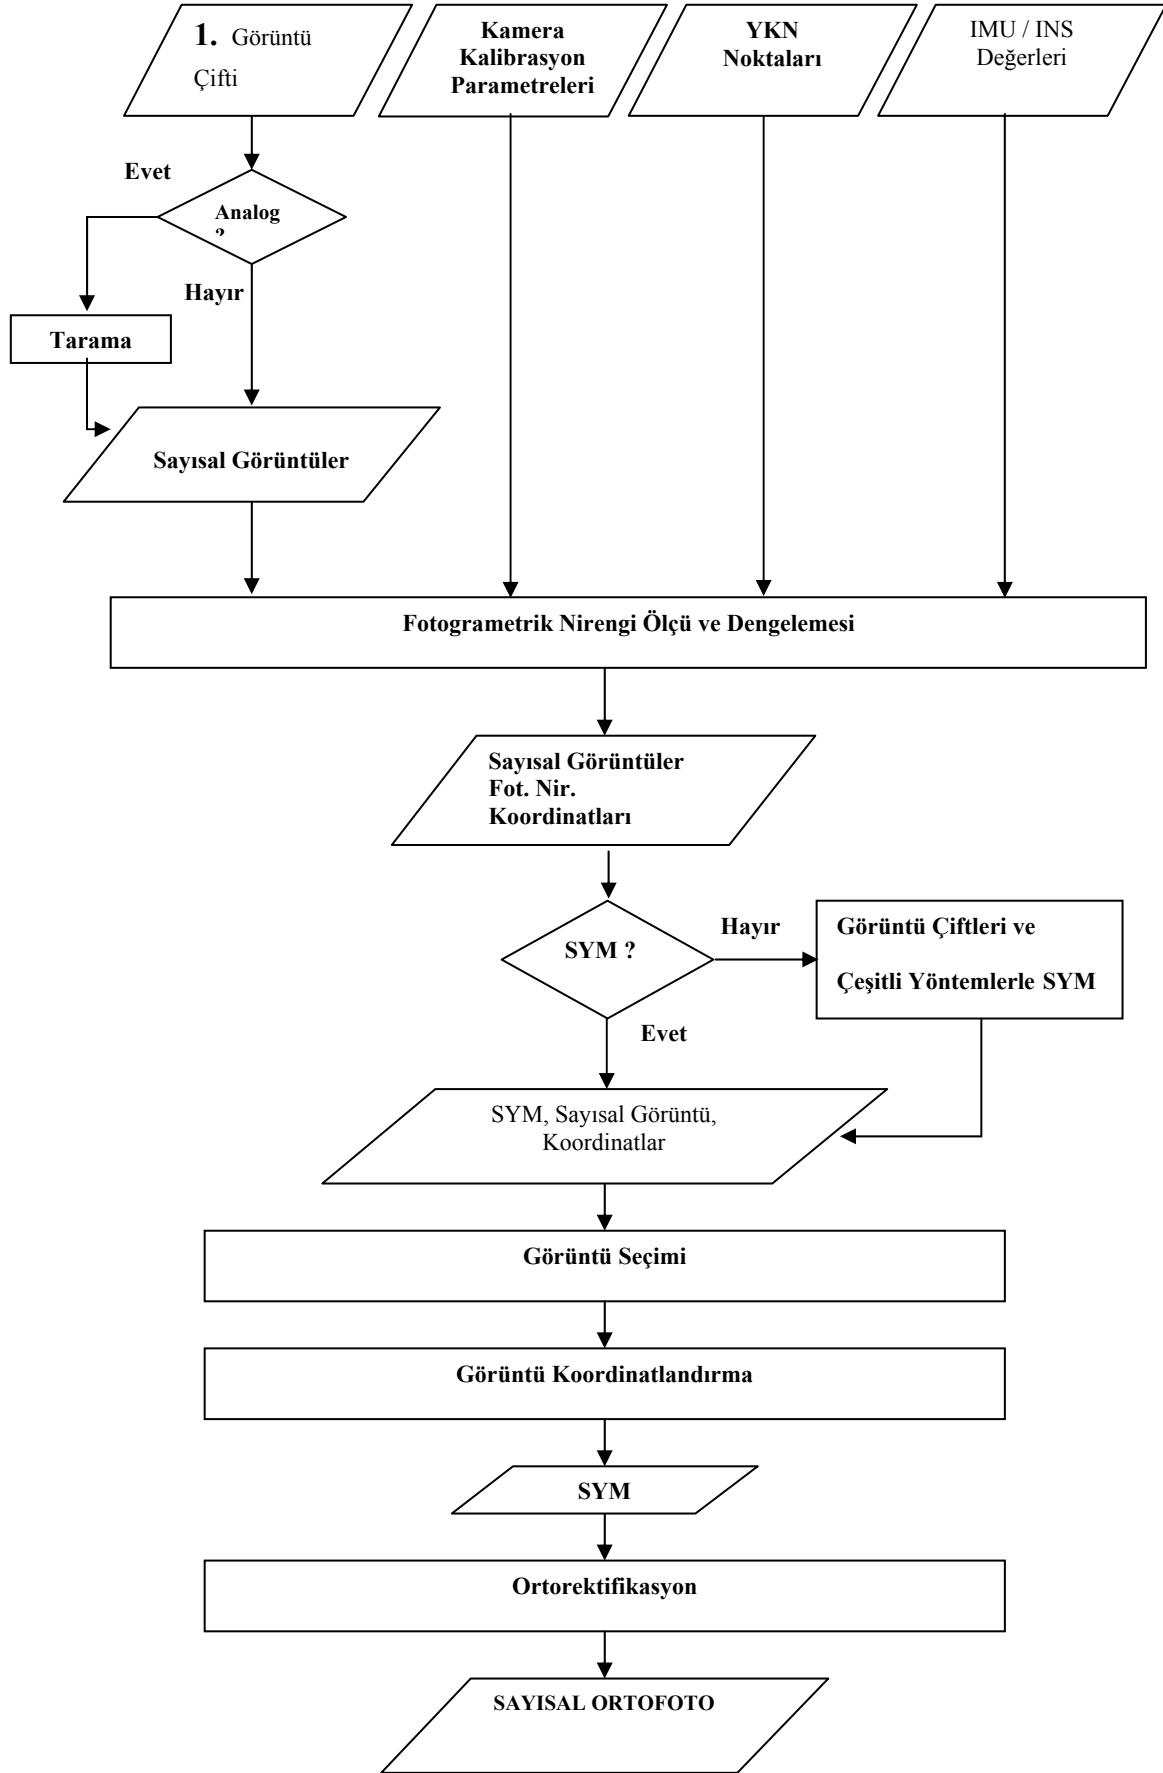 1. Görüntü
Çifti
Kamera
Kalibrasyon
Parametreleri
YKN
Noktaları
IMU / INS
Değerleri
Evet
Analog
?
Hayır
Tarama
Sayısal Görüntüler
Fotogrametrik Nirengi Ölçü ve Dengelemesi
Sayısal Görüntüler
Fot. Nir.
Koordinatları
SYM ?
Hayır
Görüntü Çiftleri ve
Çeşitli Yöntemlerle SYM
Evet
SYM, Sayısal Görüntü,
Koordinatlar
Görüntü Seçimi
Görüntü Koordinatlandırma
SYM
Ortorektifikasyon
SAYISAL ORTOFOTO